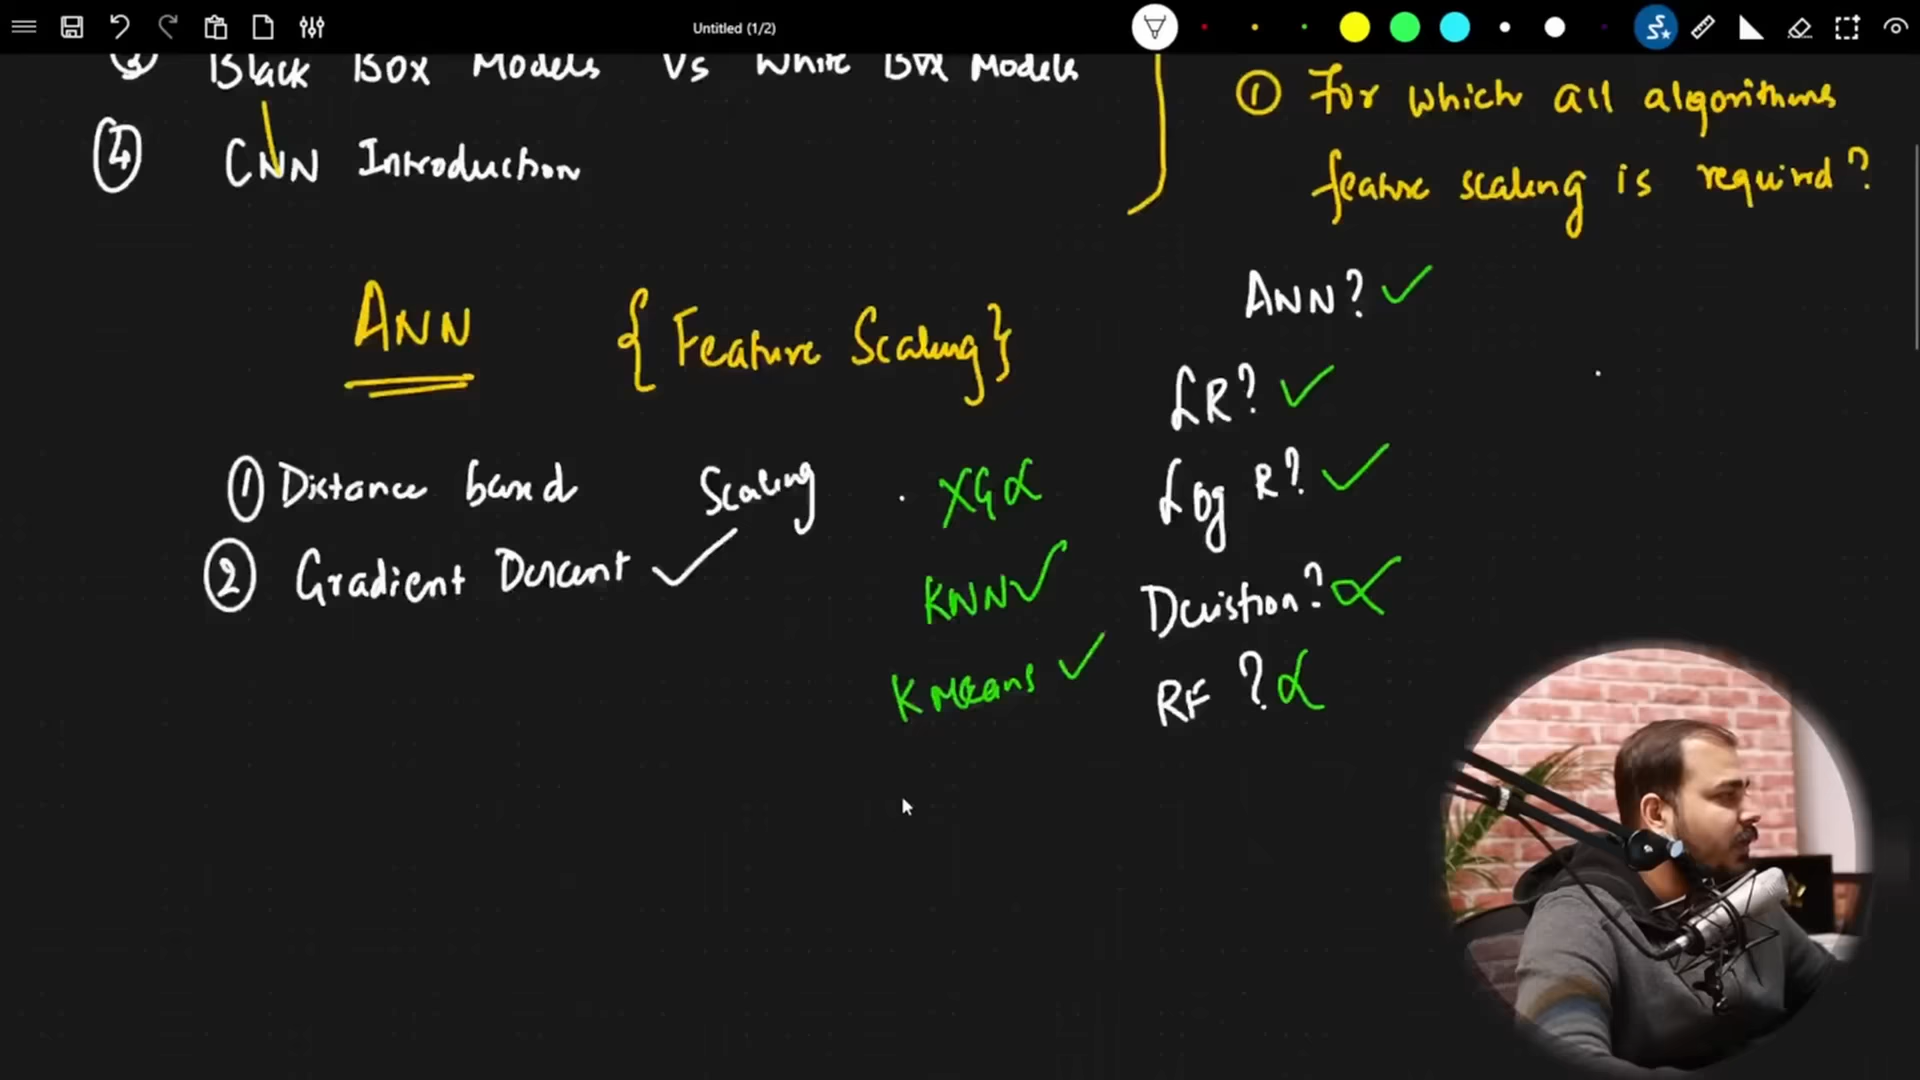 Untitled (1/2)
③ Black Box Models Vs White Box Models
④ CNN Introduction
① For which all algorithms
feature scaling is required?
ANN { Feature Scaling }
① Distance based Scaling
② Gradient Descent ✓
XG
KNN ✓
K Means ✓
ANN? ✓
LR? ✓
Log R? ✓
Decistion?
RF ?